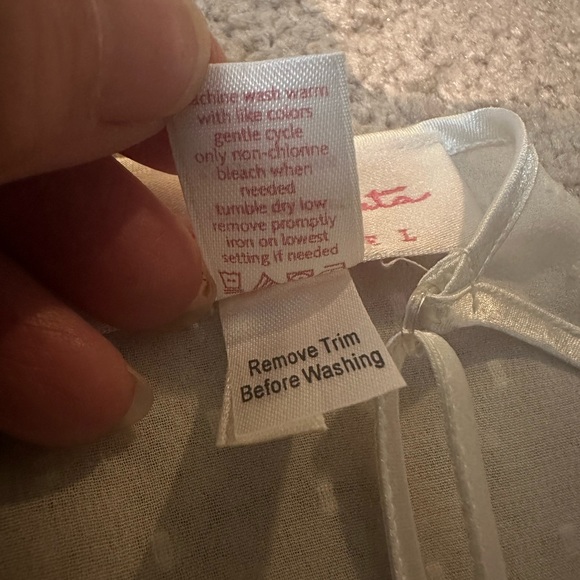 achine wash warm
with like colors
gentle cycle
only non-chlorine
bleach when
needed
tumble dry low
remove promptly
iron on lowest
setting if needed
Remove Trim
Before Washing
L